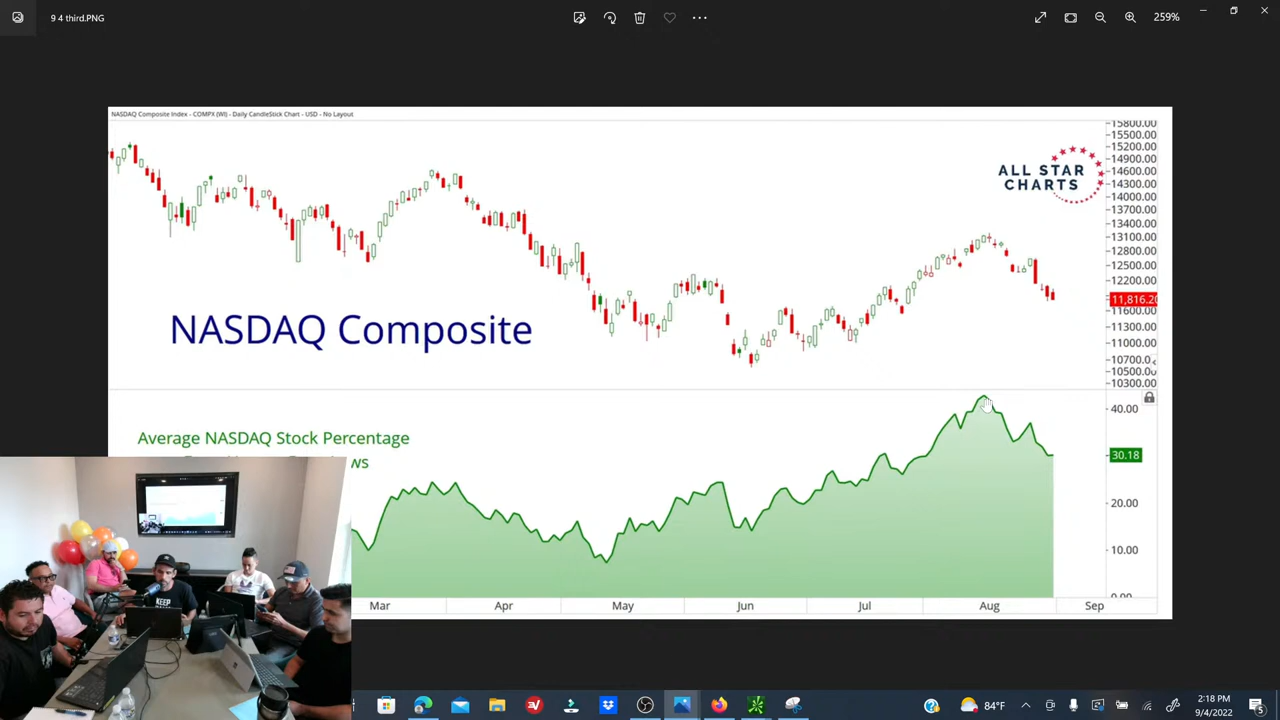 9 4 third.PNG
259%
NASDAQ Composite Index - COMPX (WI) - Daily CandleStick Chart - USD - No Layout
15800.00
15500.00
15200.00
14900.00
14600.00
14300.00
14000.00
13700.00
13400.00
13100.00
12800.00
12500.00
12200.00
11,816.20
11600.00
11300.00
11000.00
10700.00
10500.00
10300.00
ALL STAR
CHARTS
NASDAQ Composite
Average NASDAQ Stock Percentage
ws
40.00
30.18
20.00
10.00
0.00
Mar Apr May Jun Jul Aug Sep
KEEP
84°F
2:18 PM
9/4/2022
5